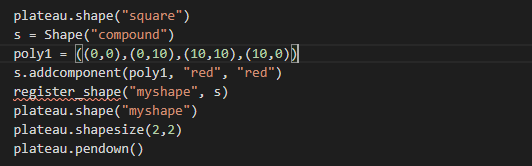 plateau.shape("square")
s = Shape("compound")
poly1 = ((0,0),(0,10),(10,10),(10,0))
s.addcomponent(poly1, "red", "red")
register_shape("myshape", s)
plateau.shape("myshape")
plateau.shapesize(2,2)
plateau.pendown()